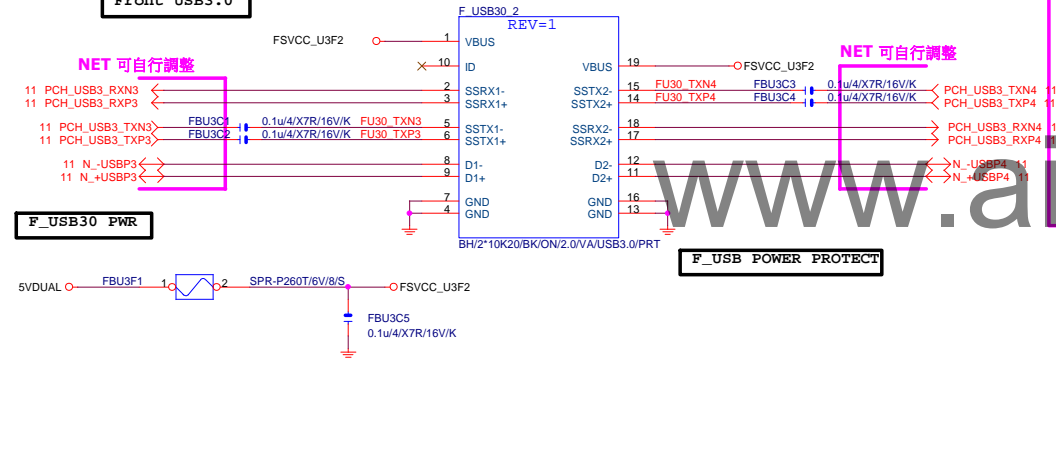 Front USB3.0
F_USB30_2
REV=1
FSVCC_U3F2
1 VBUS
10 ID
VBUS 19
FSVCC_U3F2
NET 可自行調整
NET 可自行調整
11 PCH_USB3_RXN3
2 SSRX1-
SSTX2- 15
FU30_TXN4
FBU3C3
0.1u/4/X7R/16V/K
PCH_USB3_TXN4 11
11 PCH_USB3_RXP3
3 SSRX1+
SSTX2+ 14
FU30_TXP4
FBU3C4
0.1u/4/X7R/16V/K
PCH_USB3_TXP4 11
11 PCH_USB3_TXN3
FBU3C1
0.1u/4/X7R/16V/K
FU30_TXN3
5 SSTX1-
SSRX2- 18
PCH_USB3_RXN4 1
11 PCH_USB3_TXP3
FBU3C2
0.1u/4/X7R/16V/K
FU30_TXP3
6 SSTX1+
SSRX2+ 17
PCH_USB3_RXP4 1
11 N_-USBP3
8 D1-
D2- 12
N_-USBP4 11
11 N_+USBP3
9 D1+
D2+ 11
N_+USBP4 11
7 GND
GND 16
4 GND
GND 13
www.a
F_USB30 PWR
BH/2*10K20/BK/ON/2.0/VA/USB3.0/PRT
F_USB POWER PROTECT
5VDUAL
FBU3F1
1
2
SPR-P260T/6V/8/S
FSVCC_U3F2
FBU3C5
0.1u/4/X7R/16V/K